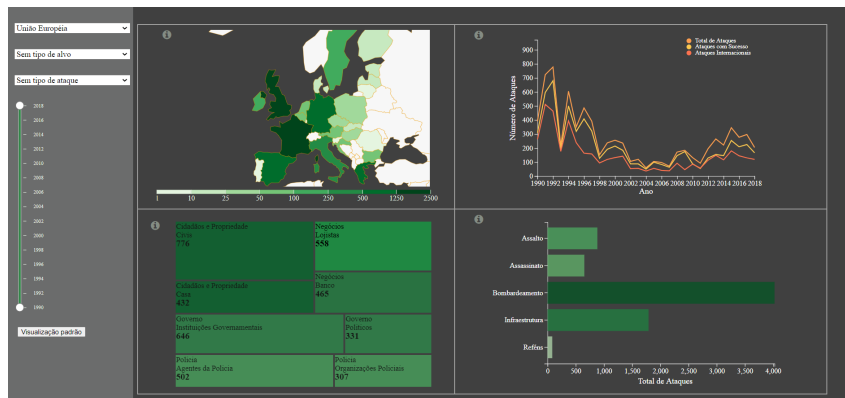 União Européia
Sem tipo de alvo
Sem tipo de ataque
2018
2016
2014
2012
2010
2008
2006
2004
2002
2000
1998
1996
1994
1992
1990
Visualização padrão
1 10 25 50 100 250 500 1250 2500
Total de Ataques
Ataques com Sucesso
Ataques Internacionais
Número de Ataques
900
800
700
600
500
400
300
200
100
0
1990 1992 1994 1996 1998 2000 2002 2004 2006 2008 2010 2012 2014 2016 2018
Ano
Cidadãos e Propriedade
Civis
776
Negócios
Lojistas
558
Cidadãos e Propriedade
Casa
432
Negócios
Banco
465
Governo
Instituições Governamentais
646
Governo
Políticos
331
Polícia
Agentes da Polícia
502
Polícia
Organizações Policiais
307
Assalto
Assassinato
Bombardeamento
Infraestrutura
Reféns
0 500 1,000 1,500 2,000 2,500 3,000 3,500 4,000
Total de Ataques